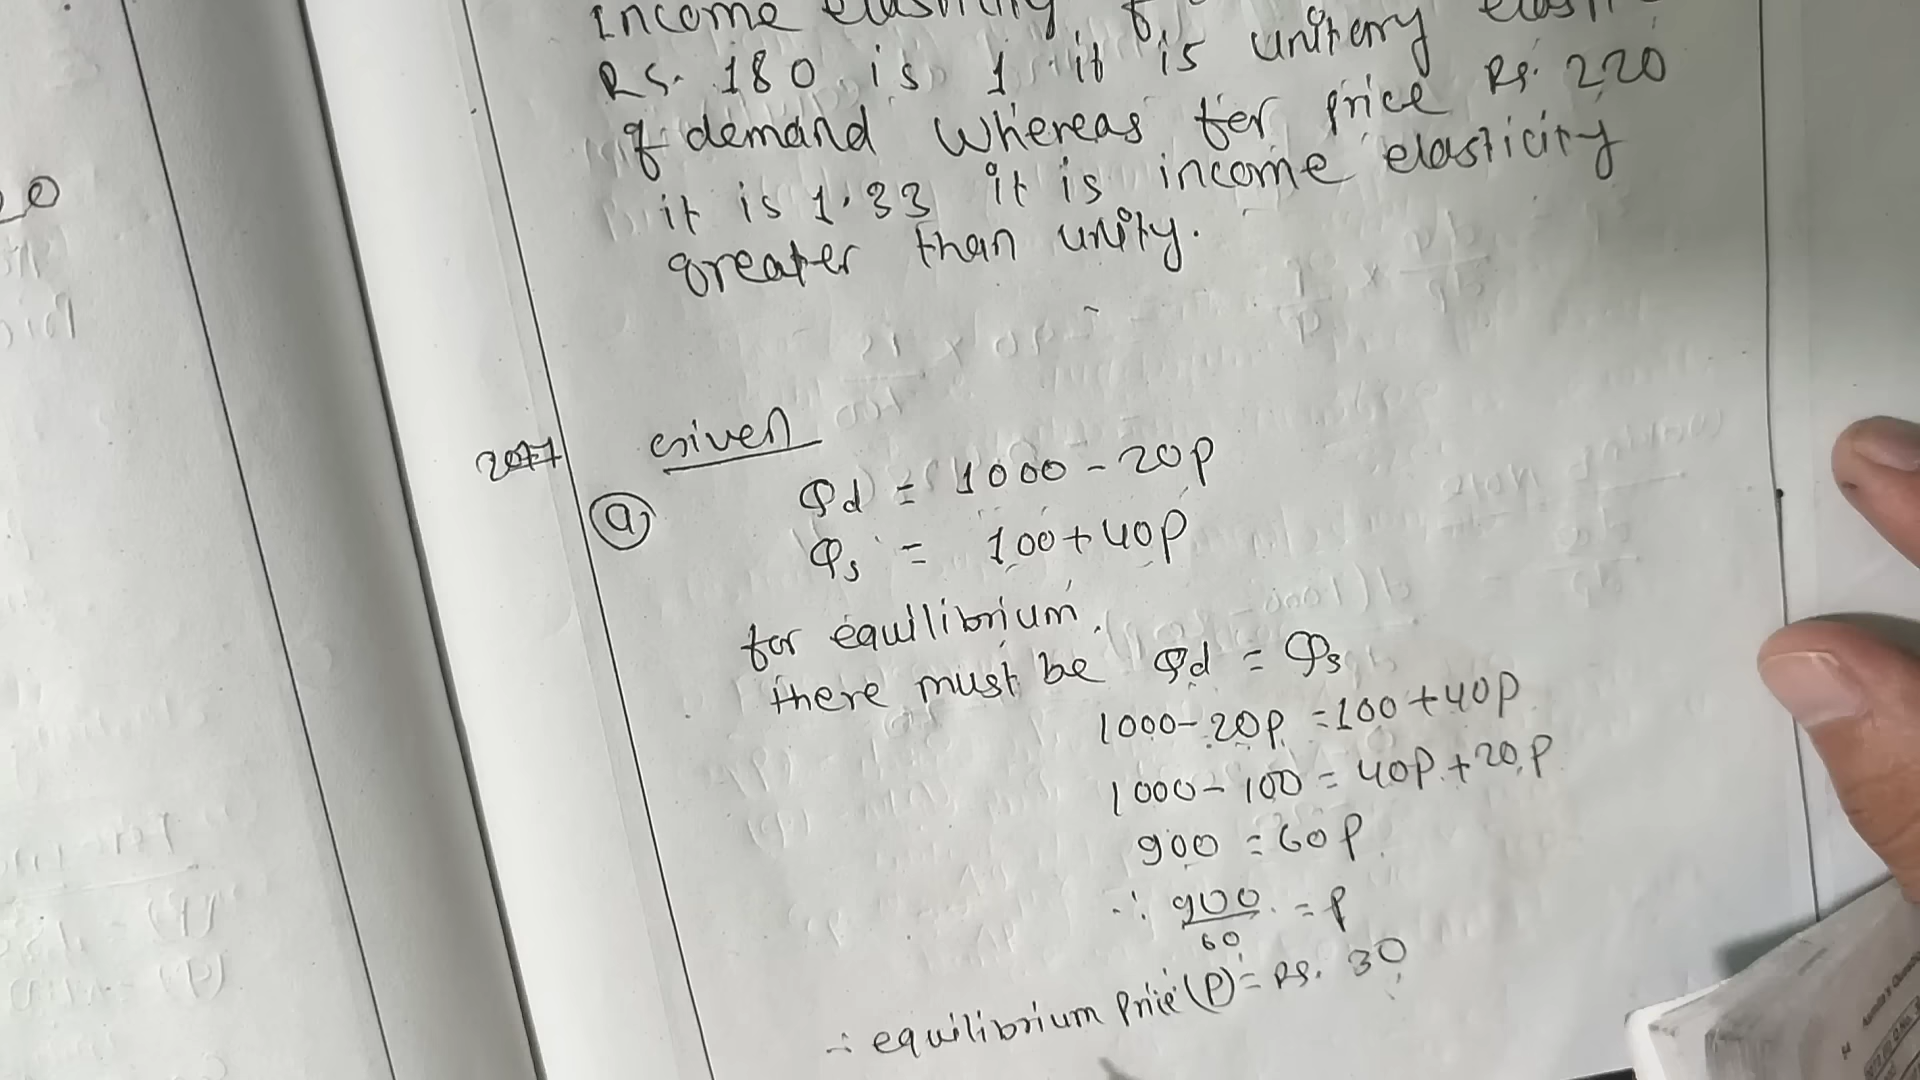 Income elasticity
Rs. 180 is 1 it is unitary
of demand whereas for price Rs. 220
it is 1.33 it is income elasticity
greater than unity.
2077
Given
a
Qd = 1000 - 20P
Qs = 100 + 40P
for equilibrium,
there must be Qd = Qs
1000 - 20P = 100 + 40P
1000 - 100 = 40P + 20P
900 = 60P
∴ 900/60 = P
∴ equilibrium Price (P) = Rs. 30